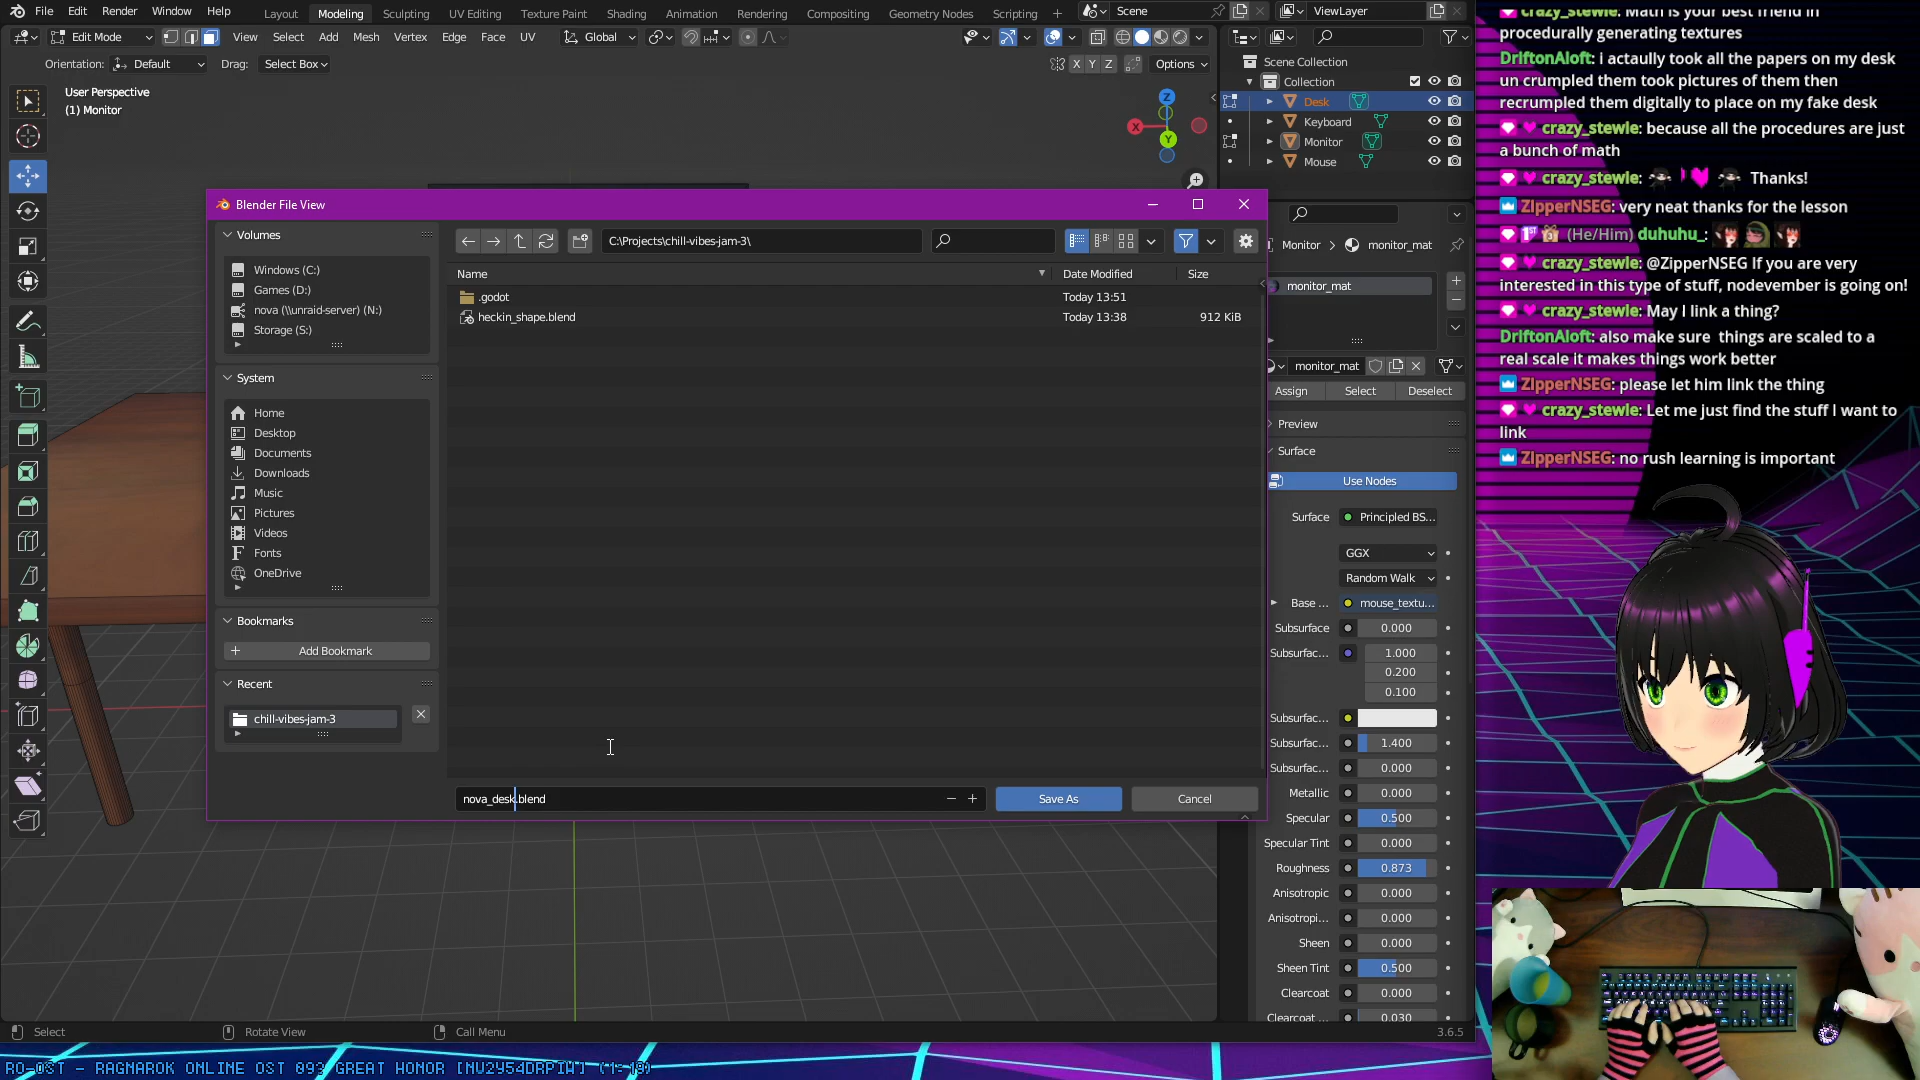 File Edit Render Window Help Layout Modeling Sculpting UV Editing Texture Paint Shading Animation Rendering Compositing Geometry Nodes Scripting + Scene ViewLayer
Edit Mode View Select Add Mesh Vertex Edge Face UV Global
Orientation: Default Drag: Select Box X Y Z Options
User Perspective
(1) Monitor
Z
X
Y
Scene Collection
Collection
Desk
Keyboard
Monitor
Mouse
Blender File View
Volumes
Windows (C:)
Games (D:)
nova (\\unraid-server) (N:)
Storage (S:)
System
Home
Desktop
Documents
Downloads
Music
Pictures
Videos
Fonts
OneDrive
Bookmarks
Add Bookmark
Recent
chill-vibes-jam-3
C:\Projects\chill-vibes-jam-3\
Name Date Modified Size
.godot Today 13:51
heckin_shape.blend Today 13:38 912 KiB
nova_desk.blend Save As Cancel
Monitor monitor_mat
monitor_mat
monitor_mat
Assign Select Deselect
Preview
Surface
Use Nodes
Surface Principled BS...
GGX
Random Walk
Base ... mouse_textu...
Subsurface 0.000
Subsurfac... 1.000
0.200
0.100
Subsurfac...
Subsurfac... 1.400
Subsurfac... 0.000
Metallic 0.000
Specular 0.500
Specular Tint 0.000
Roughness 0.873
Anisotropic 0.000
Anisotropi... 0.000
Sheen 0.000
Sheen Tint 0.500
Clearcoat 0.000
Clearcoat ... 0.030
Select Rotate View Call Menu 3.6.5
crazy_stewie: Math is your best friend in
procedurally generating textures
DriftonAloft: I actaully took all the papers on my desk
un crumpled them took pictures of them then
recrumpled them digitally to place on my fake desk
crazy_stewie: because all the procedures are just
a bunch of math
crazy_stewie: Thanks!
ZipperNSEG: very neat thanks for the lesson
(He/Him) duhuhu_:
crazy_stewie: @ZipperNSEG If you are very
interested in this type of stuff, nodevember is going on!
crazy_stewie: May I link a thing?
DriftonAloft: also make sure things are scaled to a
real scale it makes things work better
ZipperNSEG: please let him link the thing
crazy_stewie: Let me just find the stuff I want to
link
ZipperNSEG: no rush learning is important
RO-OST - RAGNAROK ONLINE OST 093 GREAT HONOR [NV2Y54DRPIW]